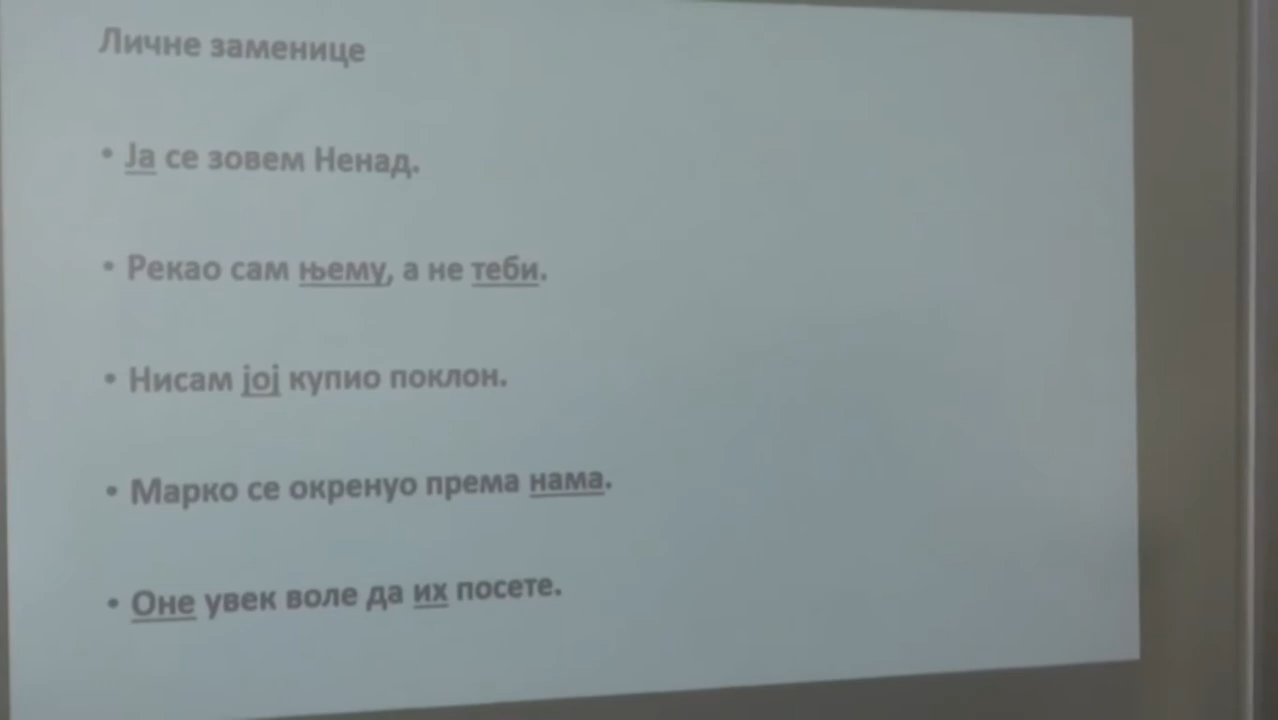 Личне заменице
• Ја се зовем Ненад.
• Рекао сам њему, а не теби.
• Нисам јој купио поклон.
• Марко се окренуо према нама.
• Оне увек воле да их посете.